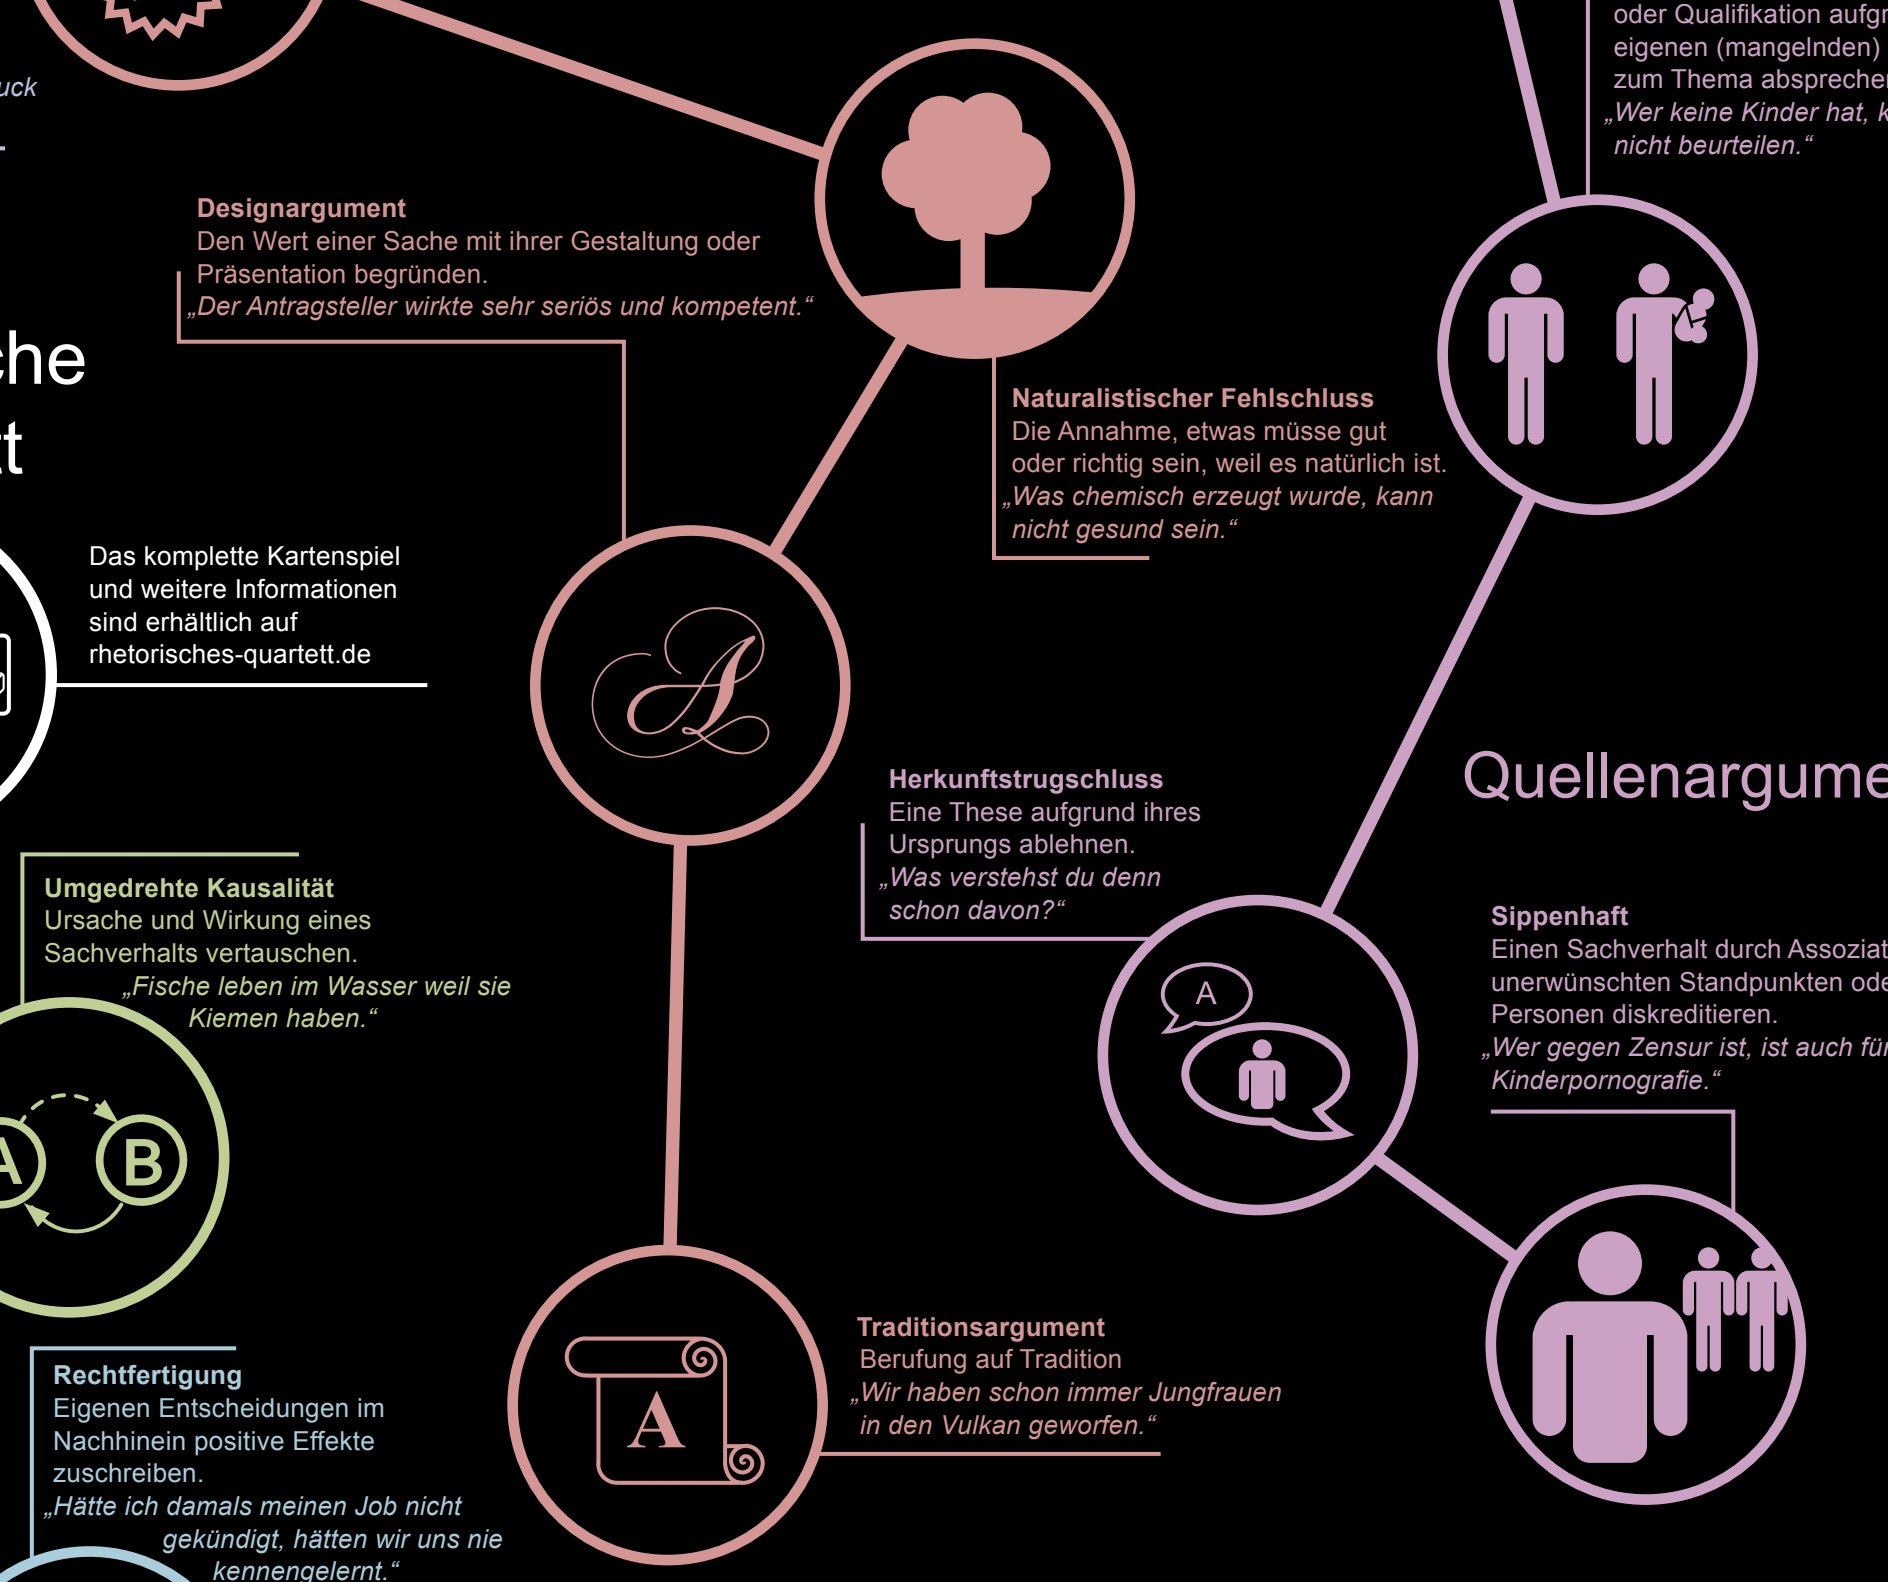 uck
oder Qualifikation
eigenen (mangelnden)
zum Thema
„Wer keine Kinder hat,
nicht beurteilen.“
Designargument
Den Wert einer Sache mit ihrer Gestaltung oder
Präsentation begründen.
„Der Antragsteller wirkte sehr seriös und kompetent.“
che
tt
Naturalistischer Fehlschluss
Die Annahme, etwas müsse gut
oder richtig sein, weil es natürlich ist.
„Was chemisch erzeugt wurde, kann
nicht gesund sein.“
Das komplette Kartenspiel
und weitere Informationen
sind erhältlich auf
rhetorisches-quartett.de
A
Quellenargume
Herkunftstrugschluss
Eine These aufgrund ihres
Ursprungs ablehnen.
„Was verstehst du denn
schon davon?“
A
Umgedrehte Kausalität
Ursache und Wirkung eines
Sachverhalts vertauschen.
„Fische leben im Wasser weil sie
Kiemen haben.“
A B
Sippenhaft
Einen Sachverhalt durch Assoziat
unerwünschten Standpunkten ode
Personen diskreditieren.
„Wer gegen Zensur ist, ist auch für
Kinderpornografie.“
Traditionsargument
Berufung auf Tradition
„Wir haben schon immer Jungfrauen
in den Vulkan geworfen.“
A
Rechtfertigung
Eigenen Entscheidungen im
Nachhinein positive Effekte
zuschreiben.
„Hätte ich damals meinen Job nicht
gekündigt, hätten wir uns nie
kennengelernt.“